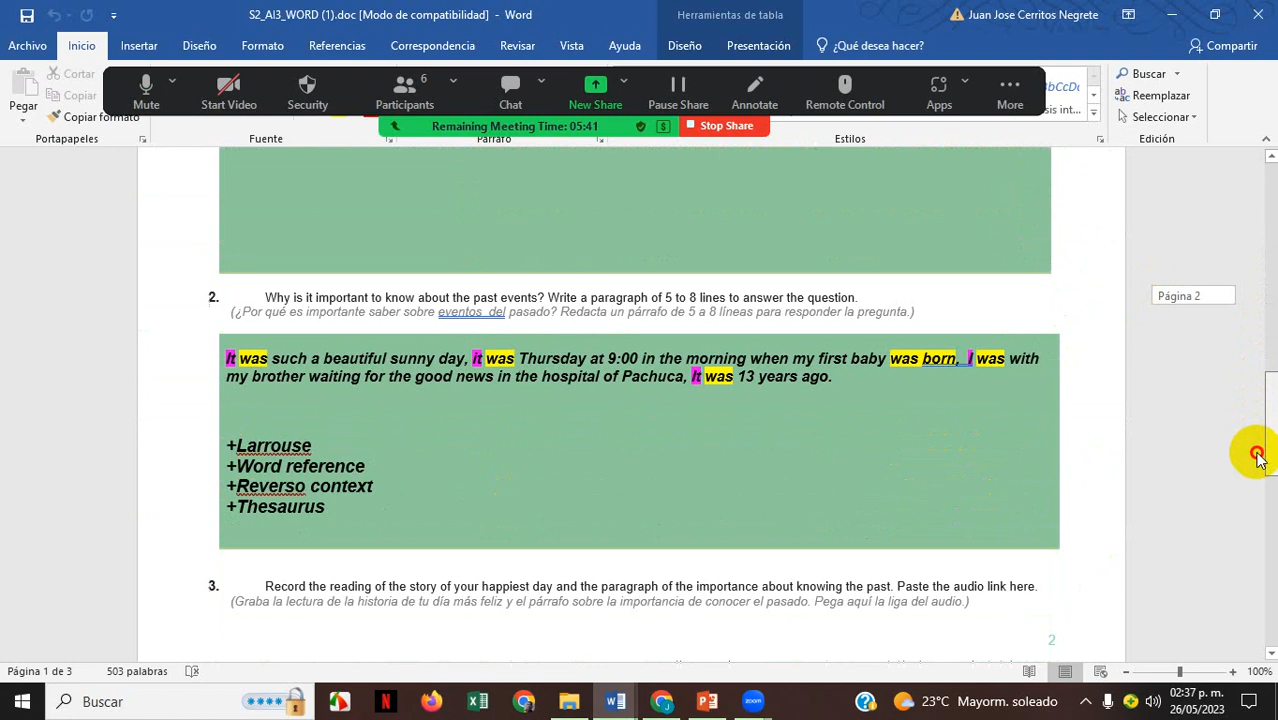 S2_AI3_WORD (1).doc [Modo de compatibilidad] - Word
Herramientas de tabla
Juan Jose Cerritos Negrete
Archivo Inicio Insertar Diseño Formato Referencias Correspondencia Revisar Vista Ayuda Diseño Presentación ¿Qué desea hacer? Compartir
Pegar
Cortar
Copiar
Copiar formato
Mute
Start Video
Security
6
Participants
Chat
New Share
Pause Share
Annotate
Remote Control
Apps
More
Remaining Meeting Time: 05:41
Stop Share
Buscar
Reemplazar
Seleccionar
Portapapeles
Fuente
Párrafo
Estilos
Edición
Página 2
2. Why is it important to know about the past events? Write a paragraph of 5 to 8 lines to answer the question.
(¿Por qué es importante saber sobre eventos del pasado? Redacta un párrafo de 5 a 8 líneas para responder la pregunta.)
It was such a beautiful sunny day, it was Thursday at 9:00 in the morning when my first baby was born, I was with
my brother waiting for the good news in the hospital of Pachuca, It was 13 years ago.
+Larrouse
+Word reference
+Reverso context
+Thesaurus
3. Record the reading of the story of your happiest day and the paragraph of the importance about knowing the past. Paste the audio link here.
(Graba la lectura de la historia de tu día más feliz y el párrafo sobre la importancia de conocer el pasado. Pega aquí la liga del audio.)
2
Página 1 de 3
503 palabras
100%
Buscar
23°C Mayorm. soleado
02:37 p. m.
26/05/2023